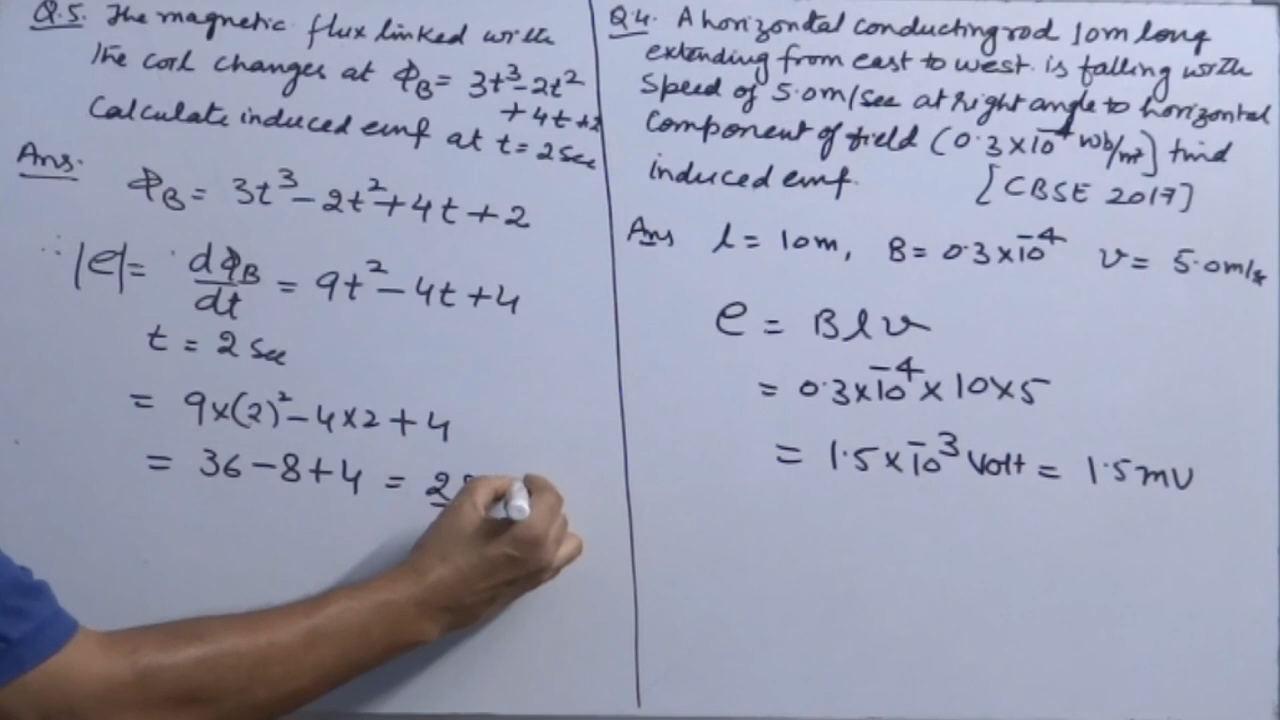 Q.5. The magnetic flux linked with
the coil changes at ΦB = 3t³-2t²
+4t+2
Calculate induced emf at t=2sec
Ans.
ΦB = 3t³-2t²+4t+2
∴ |e| = dΦB/dt = 9t²-4t+4
t = 2 sec
= 9×(2)²-4×2+4
= 36-8+4 = 2
Q.4. A horizondal conducting rod 10m long
extending from east to west. is falling with
Speed of 5.0m/sec at right angle to horizontal
component of field (0.3×10⁻⁴ wb/m²) find
induced emf. [CBSE 2017]
Ans l = 10m, B = 0.3×10⁻⁴ v = 5.0m/s
e = Blv
= 0.3×10⁻⁴×10×5
= 1.5×10⁻³ Volt = 1.5mV